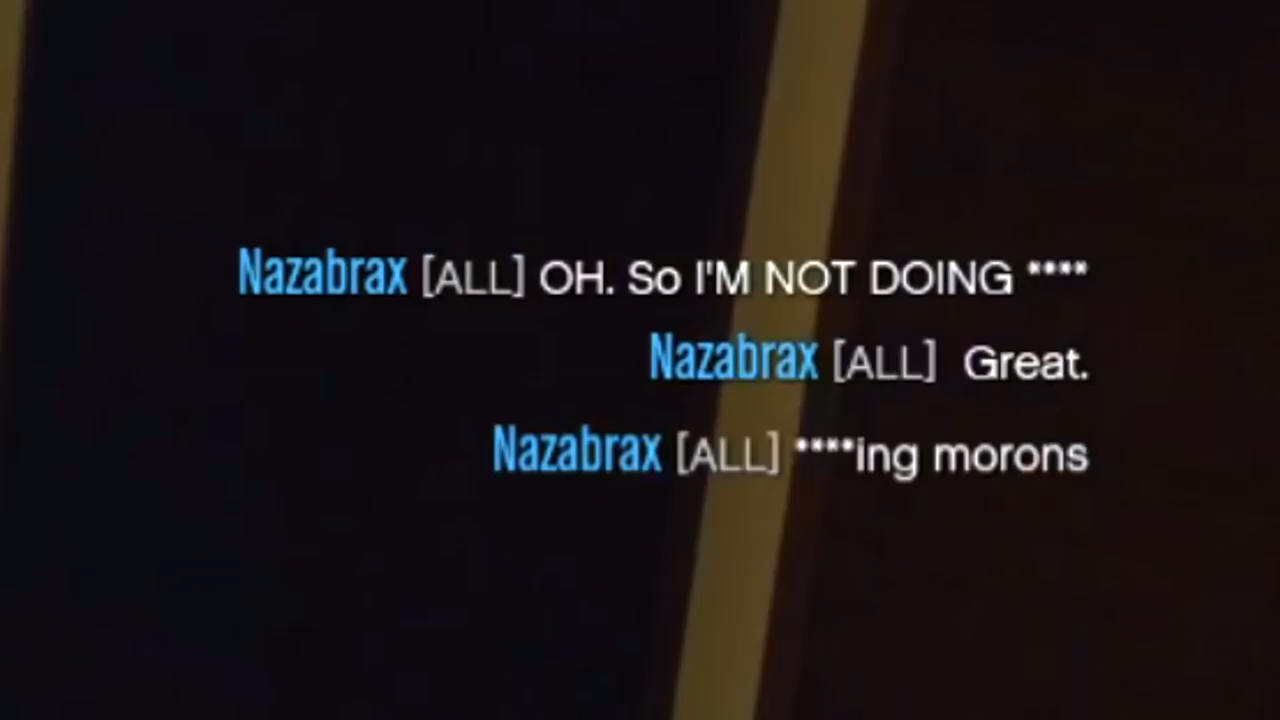 Nazabrax [ALL] OH. So I'M NOT DOING ****
Nazabrax [ALL] Great.
Nazabrax [ALL] ****ing morons